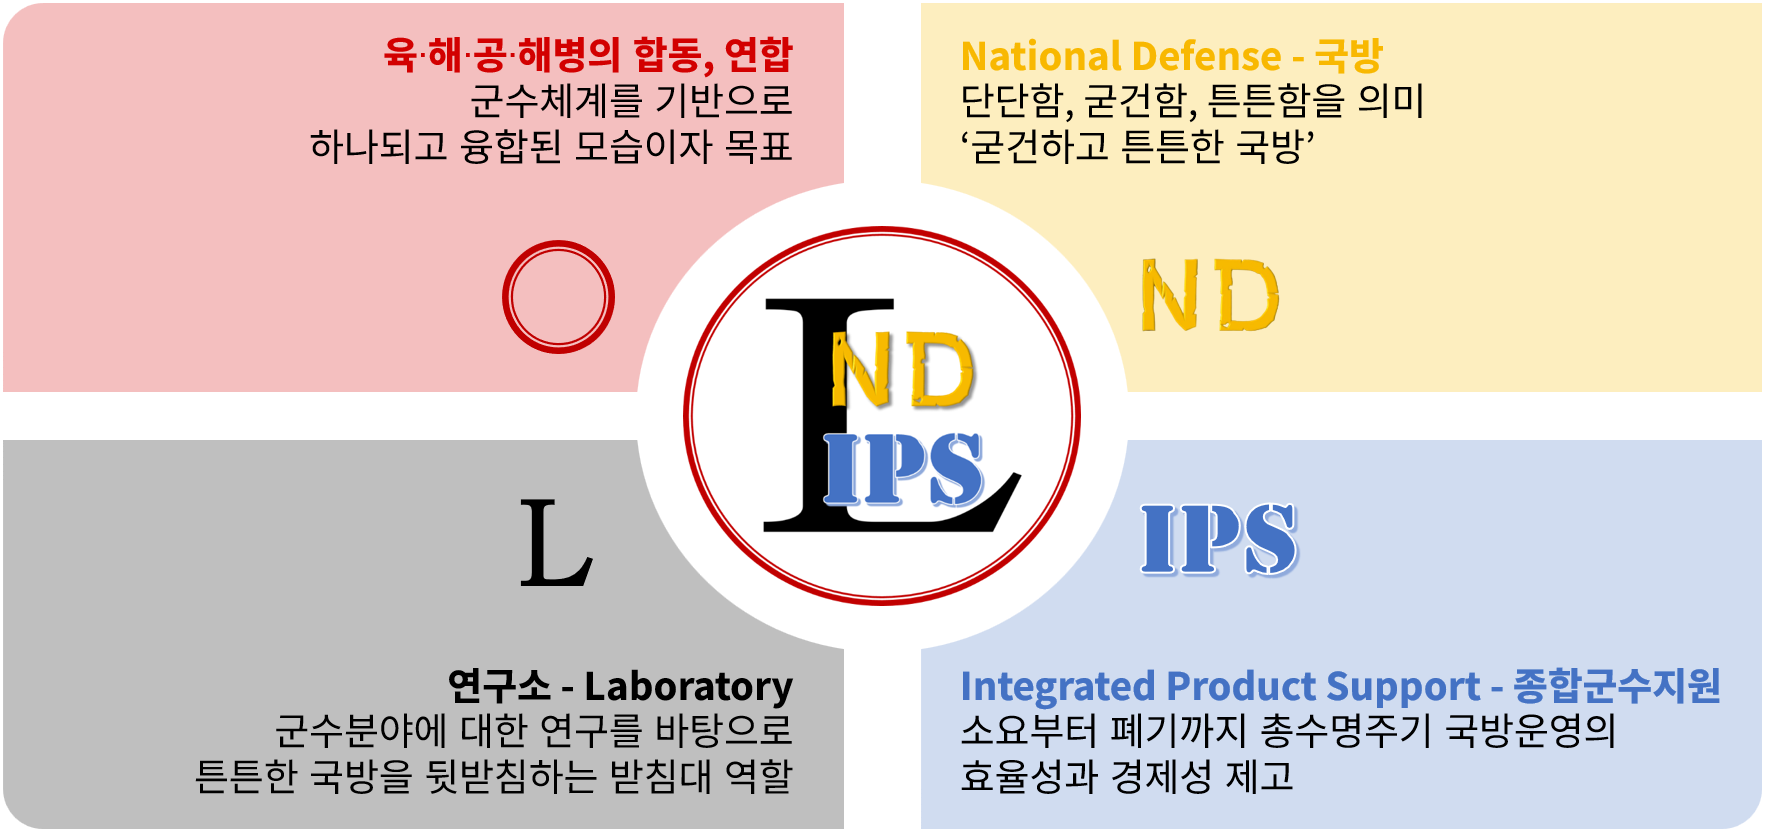 육·해·공·해병의 합동, 연합
군수체계를 기반으로
하나되고 융합된 모습이자 목표
National Defense - 국방
단단함, 굳건함, 튼튼함을 의미
‘굳건하고 튼튼한 국방’
ND
L
ND
IPS
L
IPS
연구소 - Laboratory
군수분야에 대한 연구를 바탕으로
튼튼한 국방을 뒷받침하는 받침대 역할
Integrated Product Support - 종합군수지원
소요부터 폐기까지 총수명주기 국방운영의
효율성과 경제성 제고